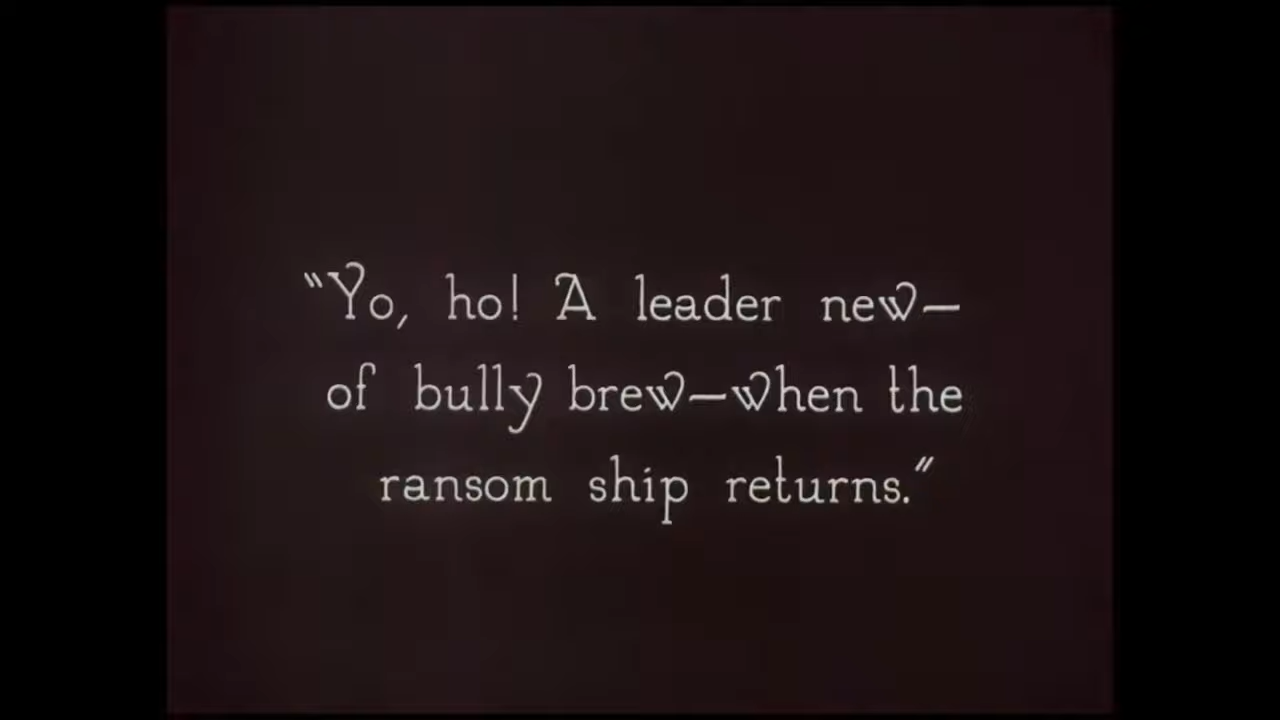 "Yo, ho! A leader new—
of bully brew—when the
ransom ship returns."